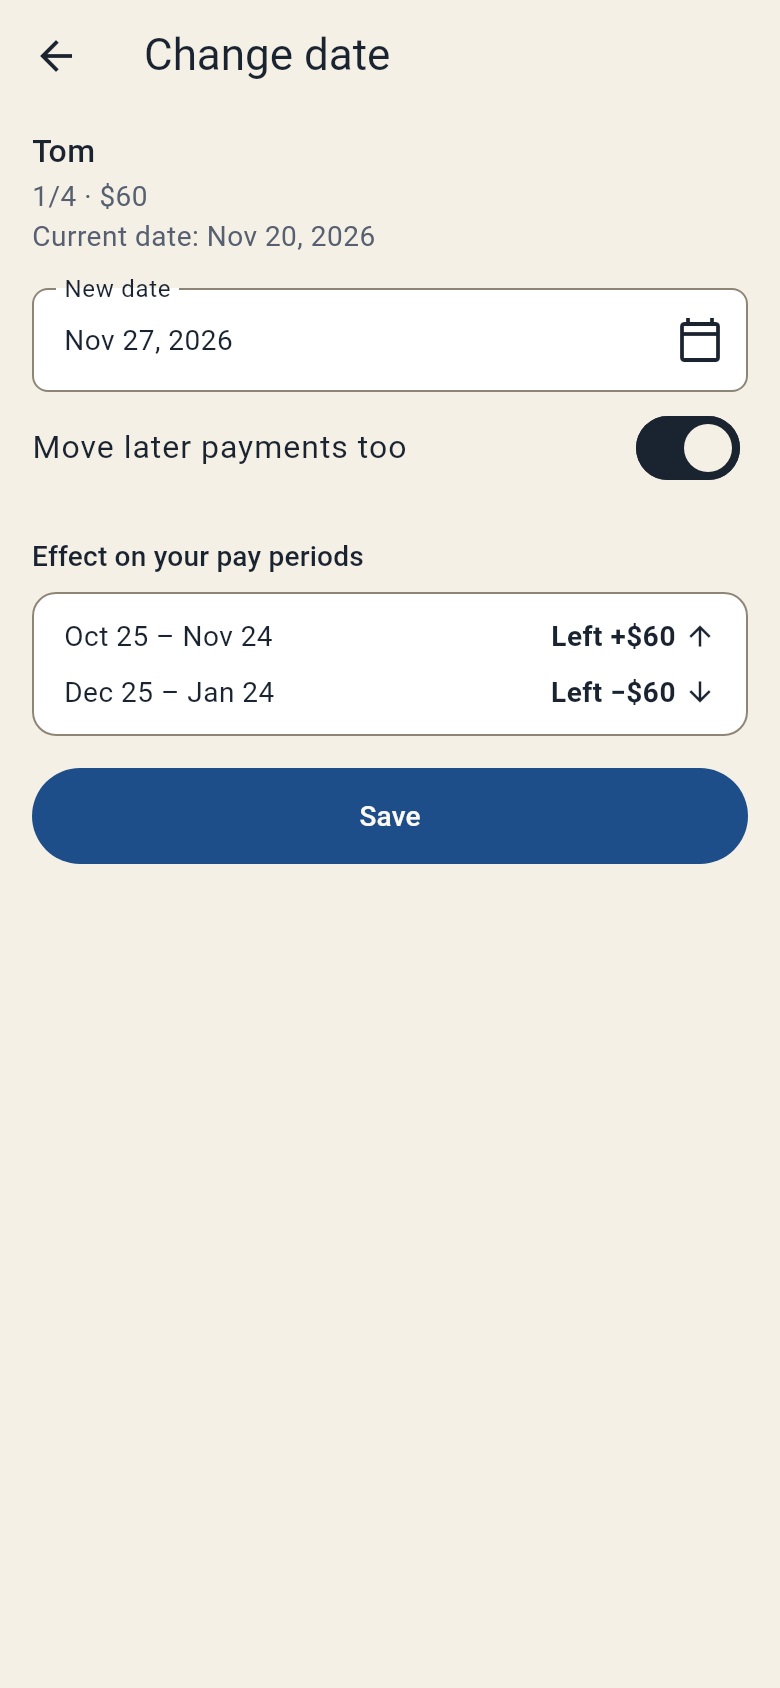 Change date
Tom
1/4 · $60
Current date: Nov 20, 2026
New date
Nov 27, 2026
Move later payments too
Effect on your pay periods
Oct 25 – Nov 24 Left +$60 ↑
Dec 25 – Jan 24 Left −$60 ↓
Save